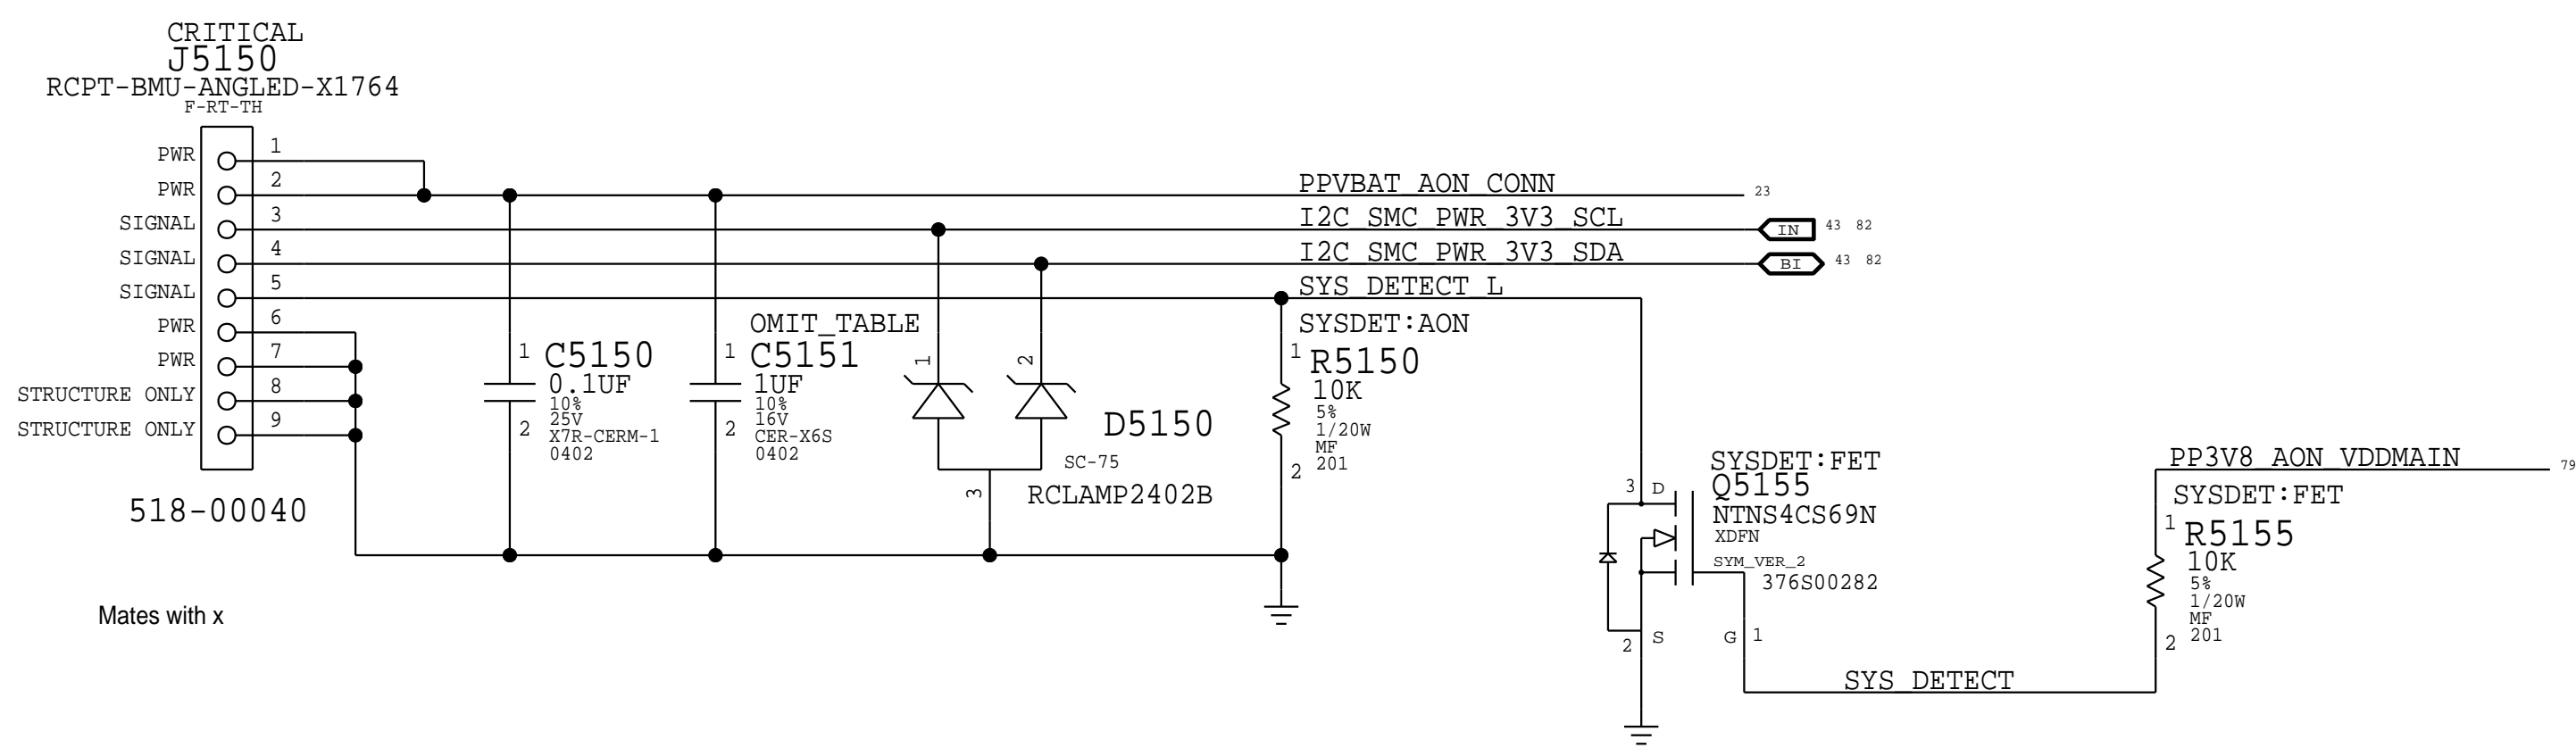 CRITICAL
J5150
RCPT-BMU-ANGLED-X1764
F-RT-TH
PWR 1
PWR 2
SIGNAL 3
SIGNAL 4
SIGNAL 5
PWR 6
PWR 7
STRUCTURE ONLY 8
STRUCTURE ONLY 9
518-00040
Mates with x
PPVBAT_AON_CONN 23
I2C_SMC_PWR_3V3_SCL IN 43 82
I2C_SMC_PWR_3V3_SDA BI 43 82
SYS_DETECT_L
1 C5150
0.1UF
10%
25V
2 X7R-CERM-1
0402
OMIT_TABLE
1 C5151
1UF
10%
16V
2 CER-X6S
0402
1 2
D5150
SC-75
3 RCLAMP2402B
SYSDET:AON
1 R5150
10K
5%
1/20W
MF
2 201
SYSDET:FET
Q5155
3 D
NTNS4CS69N
XDFN
SYM_VER_2
376S00282
2 S G 1
SYS_DETECT
PP3V8_AON_VDDMAIN 79
SYSDET:FET
1 R5155
10K
5%
1/20W
MF
2 201